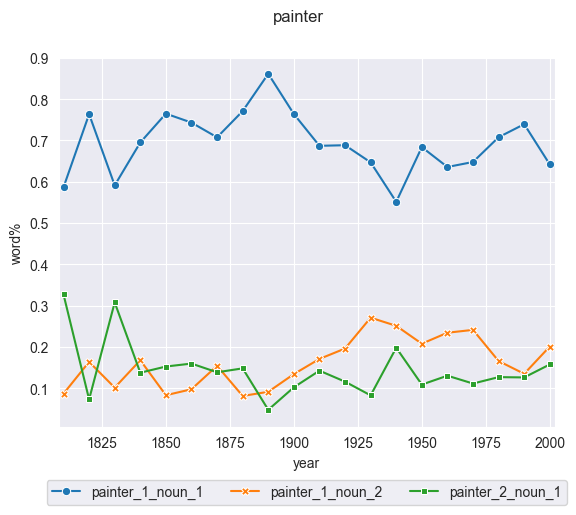 painter
0.9
0.8
0.7
0.6
0.5
0.4
0.3
0.2
0.1
word%
1825 1850 1875 1900 1925 1950 1975 2000
year
painter_1_noun_1 painter_1_noun_2 painter_2_noun_1